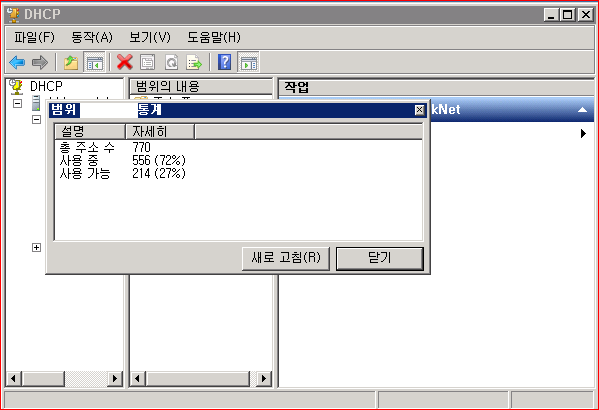 DHCP
파일(F) 동작(A) 보기(V) 도움말(H)
DHCP
범위의 내용
작업
범위 통계
kNet
설명 자세히
총 주소 수 770
사용 중 556 (72%)
사용 가능 214 (27%)
새로 고침(R) 닫기